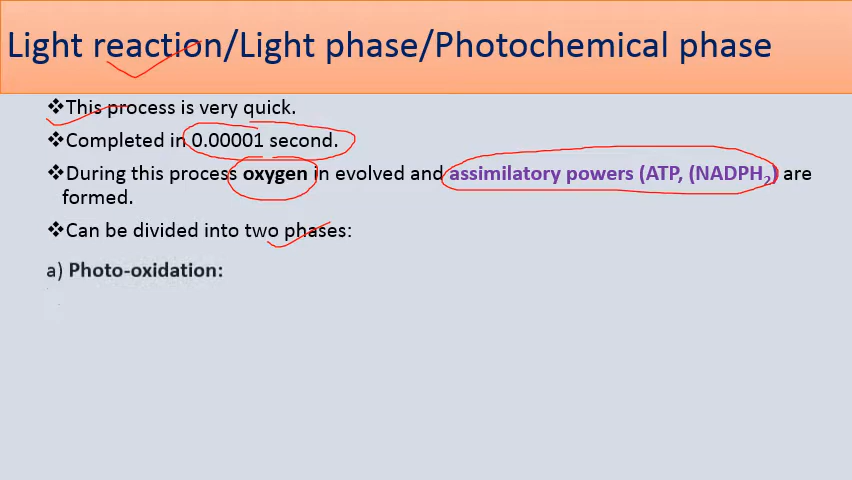 Light reaction/Light phase/Photochemical phase
❖This process is very quick.
❖Completed in 0.00001 second.
❖During this process oxygen in evolved and assimilatory powers (ATP, (NADPH₂) are
formed.
❖Can be divided into two phases:
a) Photo-oxidation: